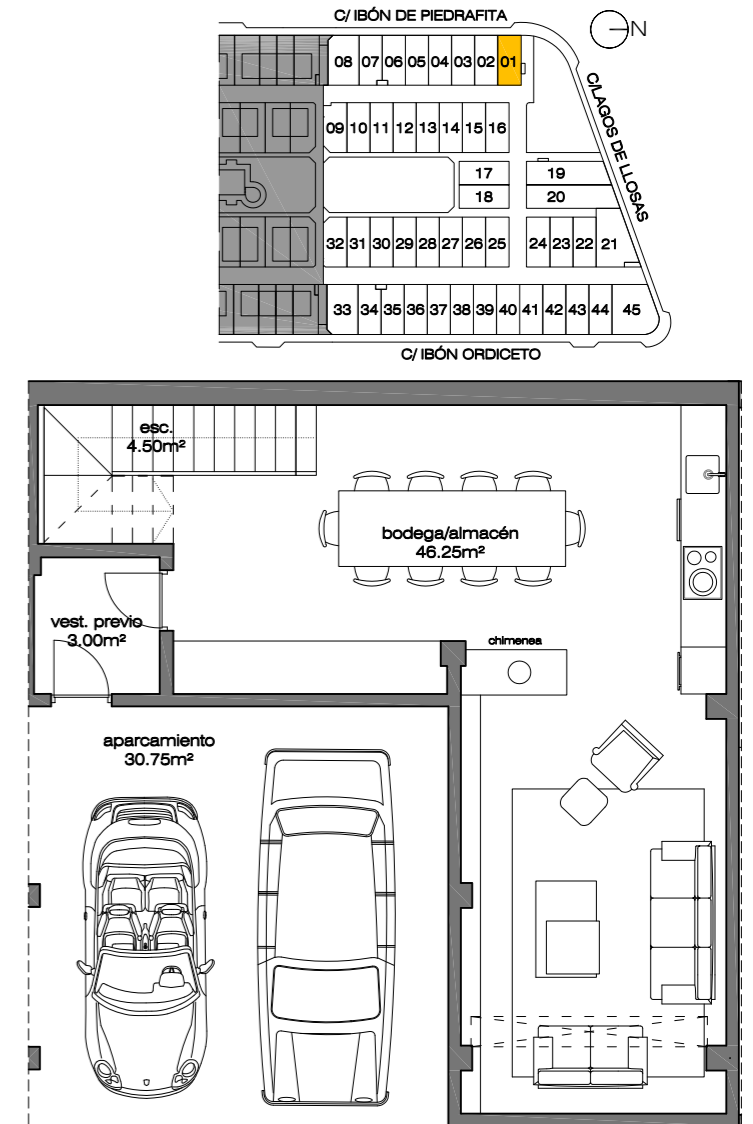 C/ IBÓN DE PIEDRAFITA
N
08 07 06 05 04 03 02 01
C/LAGOS DE LLOSAS
09 10 11 12 13 14 15 16
17 19
18 20
32 31 30 29 28 27 26 25 24 23 22 21
33 34 35 36 37 38 39 40 41 42 43 44 45
C/ IBÓN ORDICETO
esc.
4.50m²
bodega/almacén
46.25m²
vest. previo
3.00m²
chimenea
aparcamiento
30.75m²